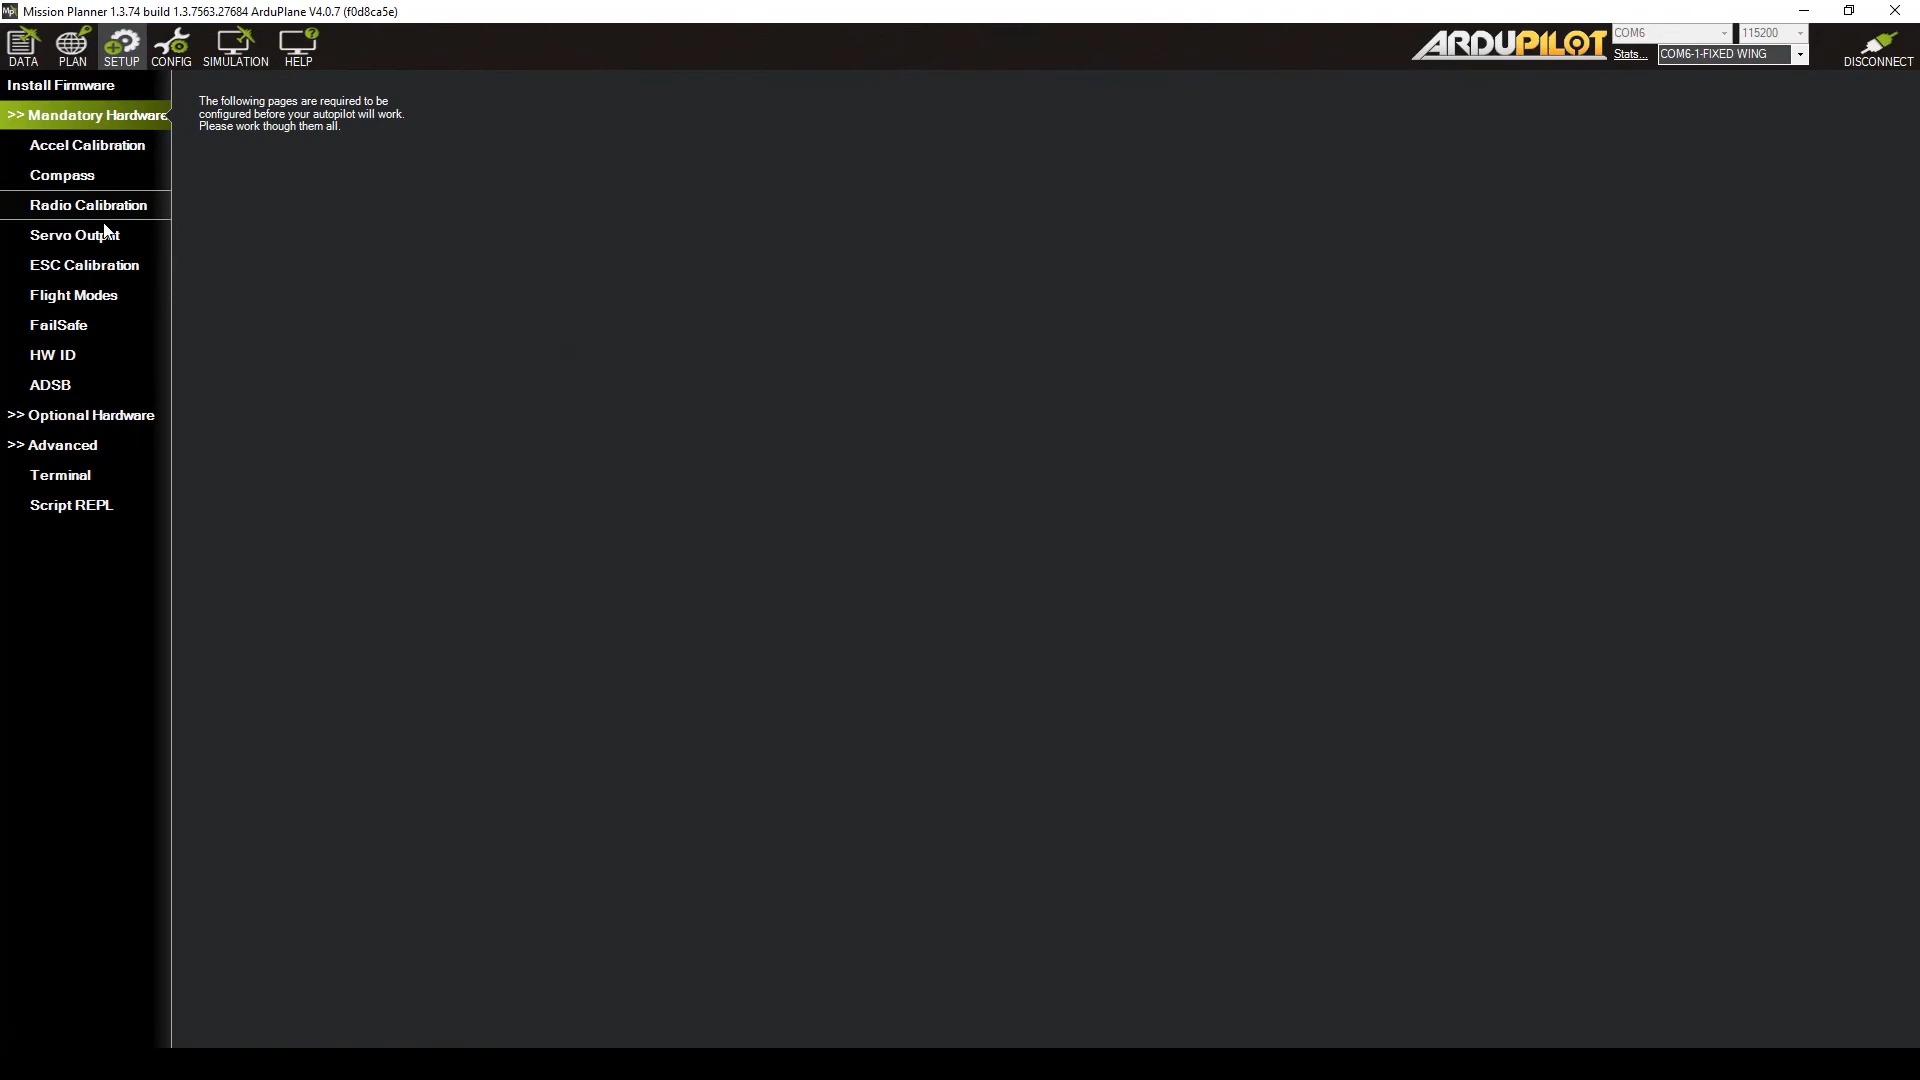 Mission Planner 1.3.74 build 1.3.7563.27684 ArduPlane V4.0.7 (f0d8ca5e)
DATA
PLAN
SETUP
CONFIG
SIMULATION
HELP
ARDUPILOT
COM6
115200
Stats...
COM6-1-FIXED WING
DISCONNECT
Install Firmware
>> Mandatory Hardware
Accel Calibration
Compass
Radio Calibration
Servo Output
ESC Calibration
Flight Modes
FailSafe
HW ID
ADSB
>> Optional Hardware
>> Advanced
Terminal
Script REPL
The following pages are required to be
configured before your autopilot will work.
Please work though them all.